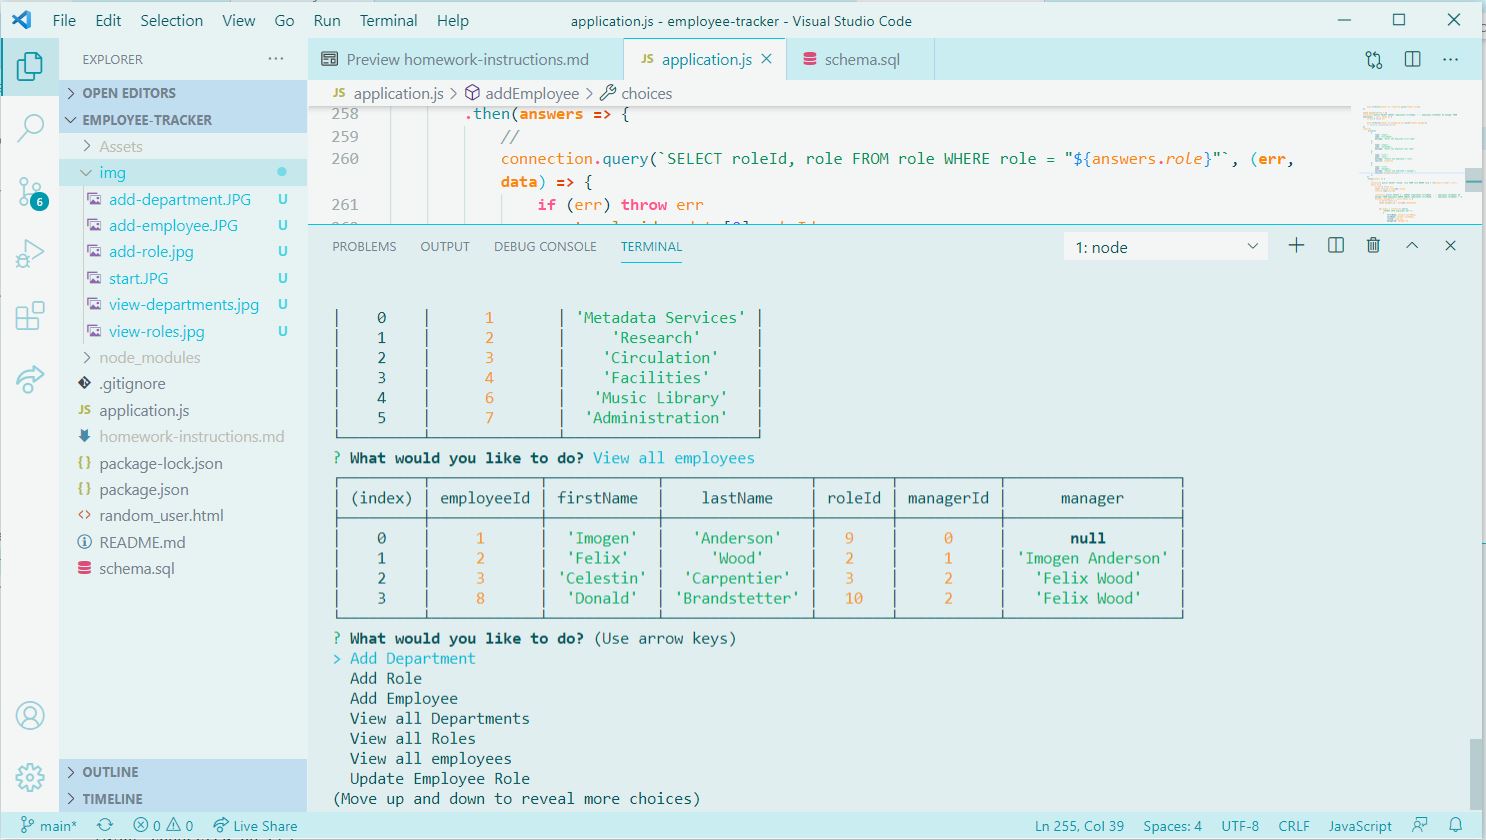 File Edit Selection View Go Run Terminal Help application.js - employee-tracker - Visual Studio Code
EXPLORER
OPEN EDITORS
EMPLOYEE-TRACKER
Assets
img
add-department.JPG U
add-employee.JPG U
add-role.jpg U
start.JPG U
view-departments.jpg U
view-roles.jpg U
node_modules
.gitignore
JS application.js
homework-instructions.md
{} package-lock.json
{} package.json
<> random_user.html
README.md
schema.sql
OUTLINE
TIMELINE
6
Preview homework-instructions.md JS application.js schema.sql
JS application.js > addEmployee > choices
258 .then(answers => {
259 //
260 connection.query(`SELECT roleId, role FROM role WHERE role = "${answers.role}"`, (err,
data) => {
261 if (err) throw err
PROBLEMS OUTPUT DEBUG CONSOLE TERMINAL 1: node
0 1 'Metadata Services'
1 2 'Research'
2 3 'Circulation'
3 4 'Facilities'
4 6 'Music Library'
5 7 'Administration'
? What would you like to do? View all employees
(index) employeeId firstName lastName roleId managerId manager
0 1 'Imogen' 'Anderson' 9 0 null
1 2 'Felix' 'Wood' 2 1 'Imogen Anderson'
2 3 'Celestin' 'Carpentier' 3 2 'Felix Wood'
3 8 'Donald' 'Brandstetter' 10 2 'Felix Wood'
? What would you like to do? (Use arrow keys)
> Add Department
Add Role
Add Employee
View all Departments
View all Roles
View all employees
Update Employee Role
(Move up and down to reveal more choices)
main* 0 0 Live Share Ln 255, Col 39 Spaces: 4 UTF-8 CRLF JavaScript